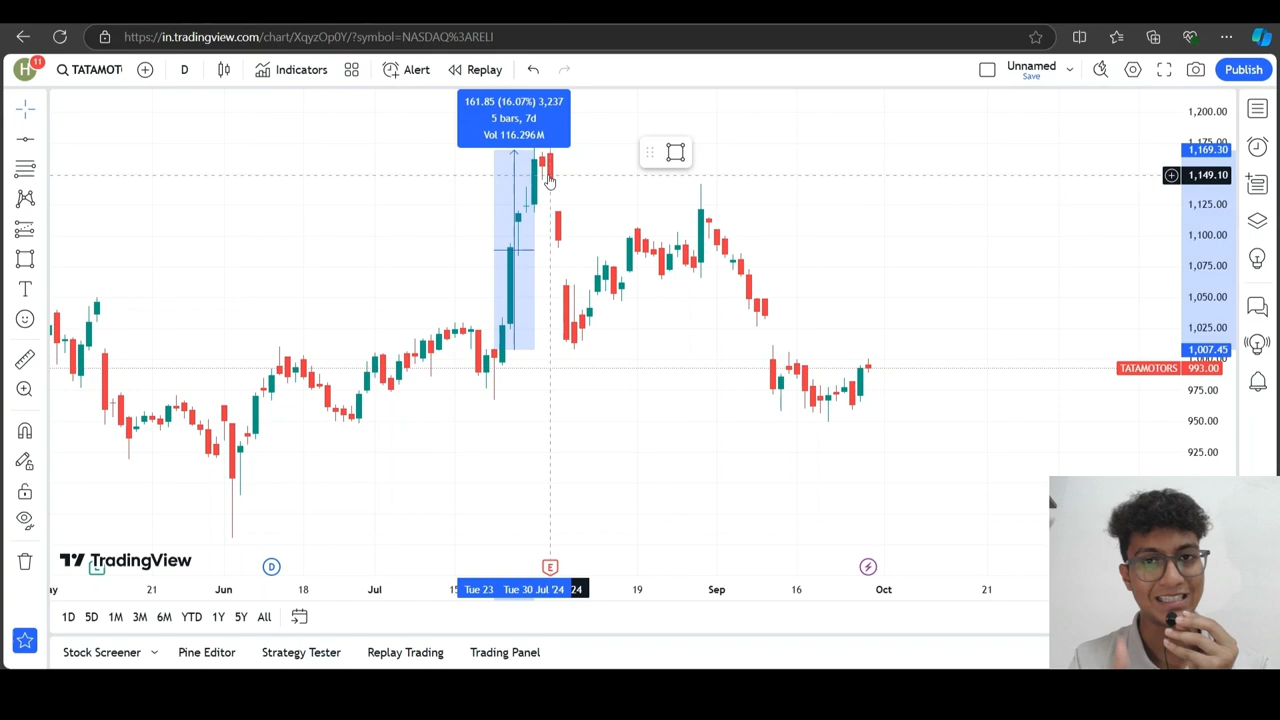 https://in.tradingview.com/chart/XqyzOp0Y/?symbol=NASDAQ%3ARELI
H 11 TATAMOT D Indicators Alert Replay Unnamed Save Publish
161.85 (16.07%) 3,237
5 bars, 7d
Vol 116.296M
1,200.00
1,169.30
1,149.10
1,125.00
1,100.00
1,075.00
1,050.00
1,025.00
1,007.45
TATAMOTORS 993.00
975.00
950.00
925.00
TradingView
D E
21 Jun 18 Jul Tue 23 Tue 30 Jul '24 24 19 Sep 16 Oct 21
1D 5D 1M 3M 6M YTD 1Y 5Y All
Stock Screener Pine Editor Strategy Tester Replay Trading Trading Panel